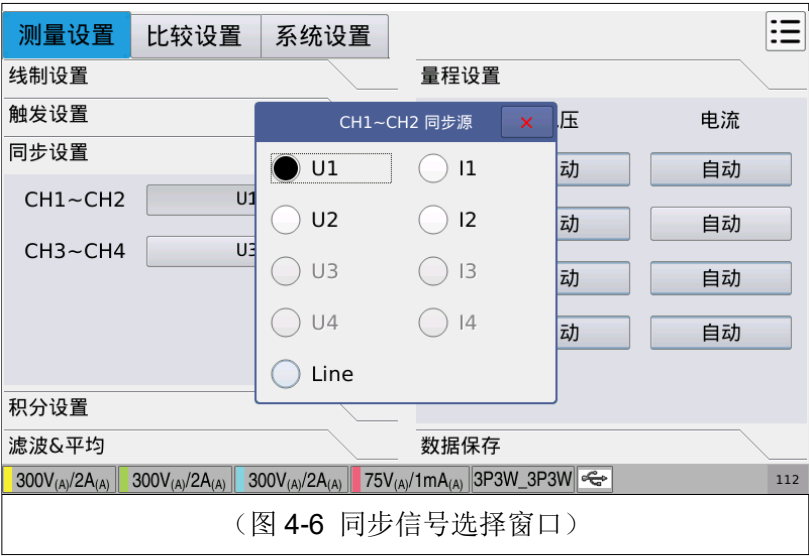 测量设置 比较设置 系统设置
线制设置
量程设置
触发设置
同步设置
CH1~CH2 U1
CH3~CH4 U3
CH1~CH2 同步源
U1 I1
U2 I2
U3 I3
U4 I4
Line
压 电流
动 自动
动 自动
动 自动
动 自动
积分设置
滤波&平均
数据保存
300V(A)/2A(A) 300V(A)/2A(A) 300V(A)/2A(A) 75V(A)/1mA(A) 3P3W_3P3W 112
（图 4-6 同步信号选择窗口）